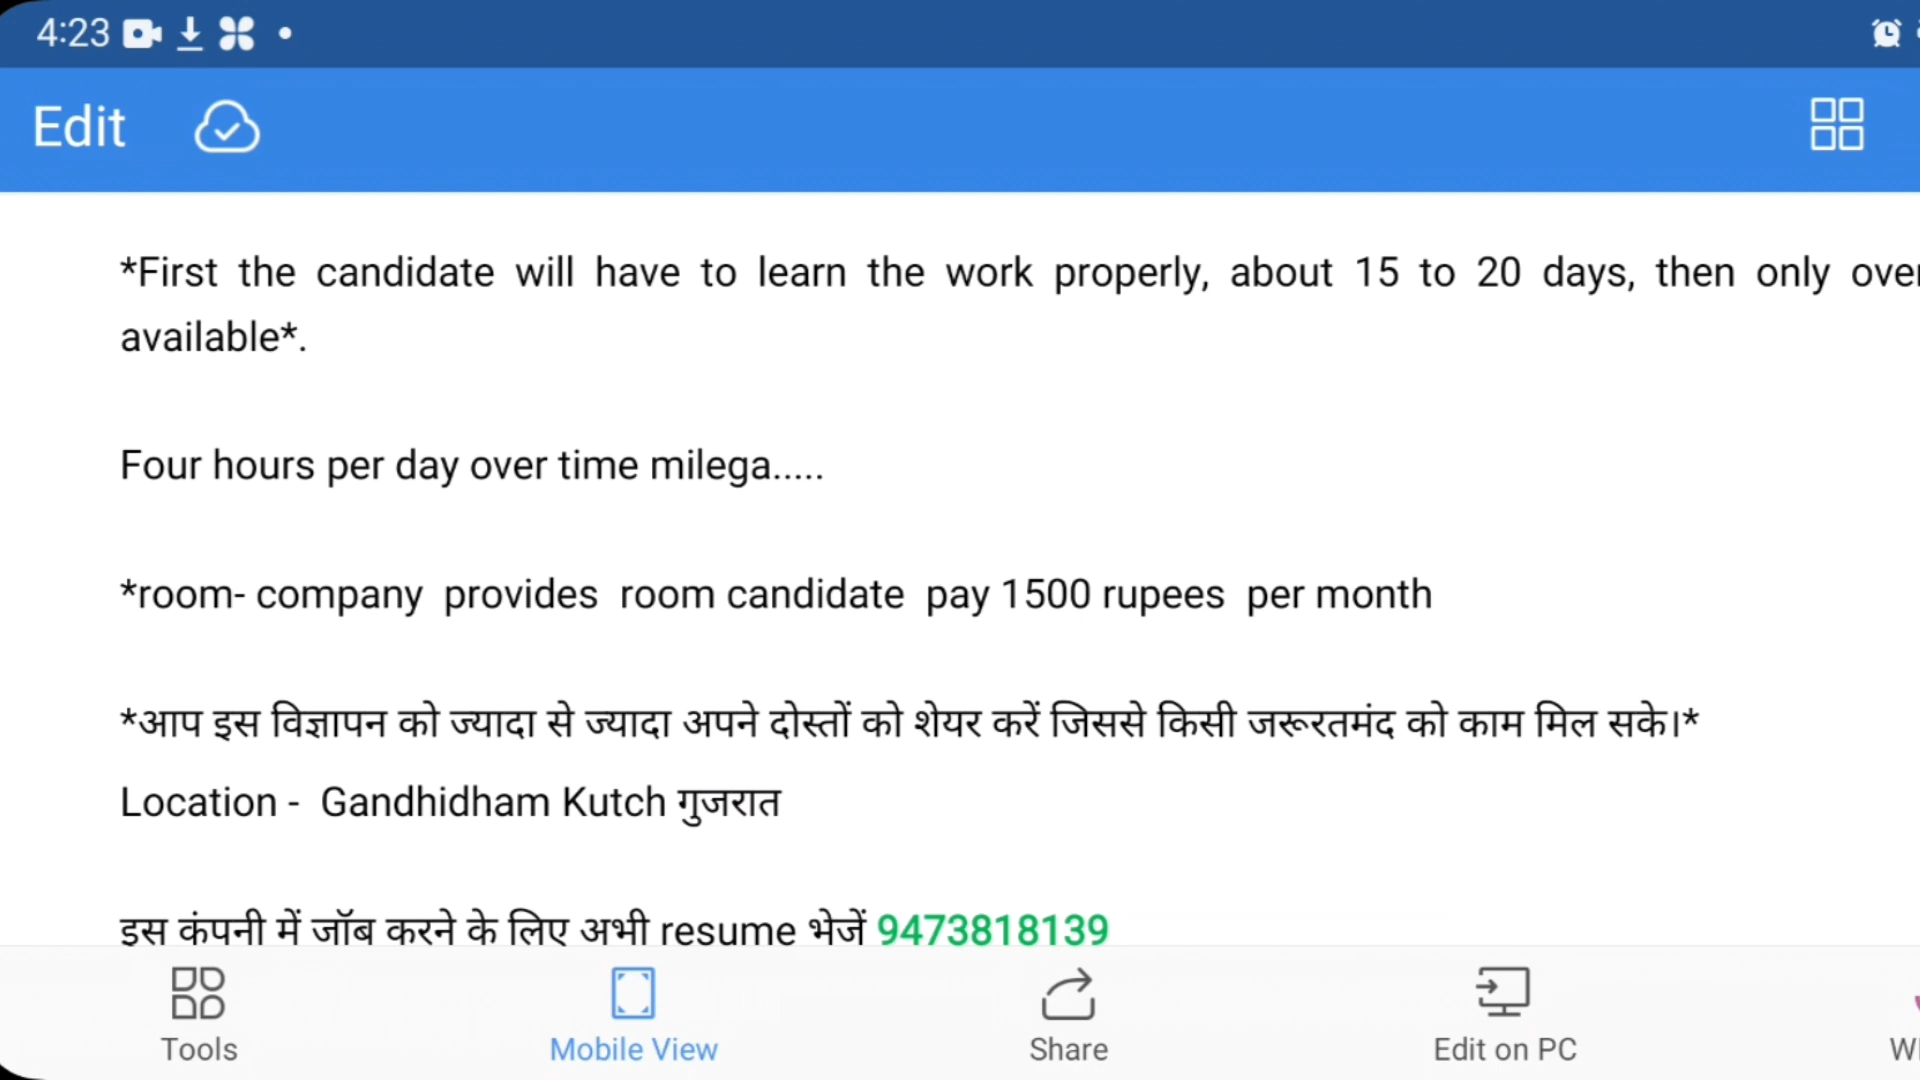 4:23
Edit
*First the candidate will have to learn the work properly, about 15 to 20 days, then only
available*.
Four hours per day over time milega.....
*room- company provides room candidate pay 1500 rupees per month
*आप इस विज्ञापन को ज्यादा से ज्यादा अपने दोस्तों को शेयर करें जिससे किसी जरूरतमंद को काम मिल सके।*
Location - Gandhidham Kutch गुजरात
इस कंपनी में जॉब करने के लिए अभी resume भेजें 9473818139
Tools
Mobile View
Share
Edit on PC